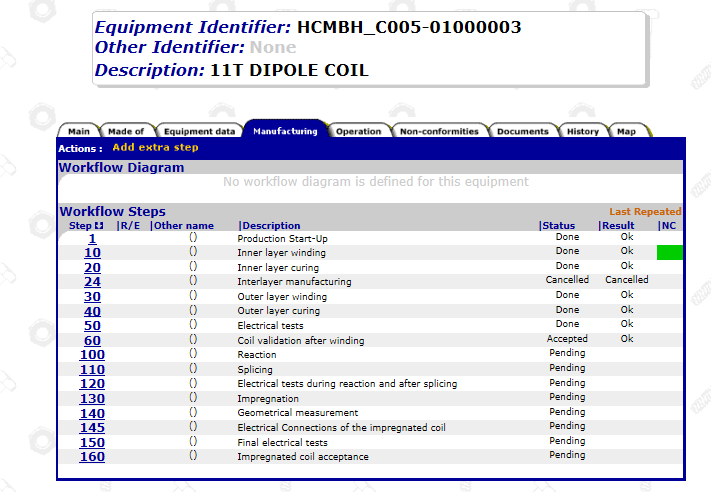 Equipment Identifier: HCMBH_C005-01000003
Other Identifier: None
Description: 11T DIPOLE COIL
Main Made of Equipment data Manufacturing Operation Non-conformities Documents History Map
Actions : Add extra step
Workflow Diagram
No workflow diagram is defined for this equipment
Workflow Steps Last Repeated
Step |R/E |Other name |Description |Status |Result |NC
1 () Production Start-Up Done Ok
10 () Inner layer winding Done Ok
20 () Inner layer curing Done Ok
24 () Interlayer manufacturing Cancelled Cancelled
30 () Outer layer winding Done Ok
40 () Outer layer curing Done Ok
50 () Electrical tests Done Ok
60 () Coil validation after winding Accepted Ok
100 () Reaction Pending
110 () Splicing Pending
120 () Electrical tests during reaction and after splicing Pending
130 () Impregnation Pending
140 () Geometrical measurement Pending
145 () Electrical Connections of the impregnated coil Pending
150 () Final electrical tests Pending
160 () Impregnated coil acceptance Pending